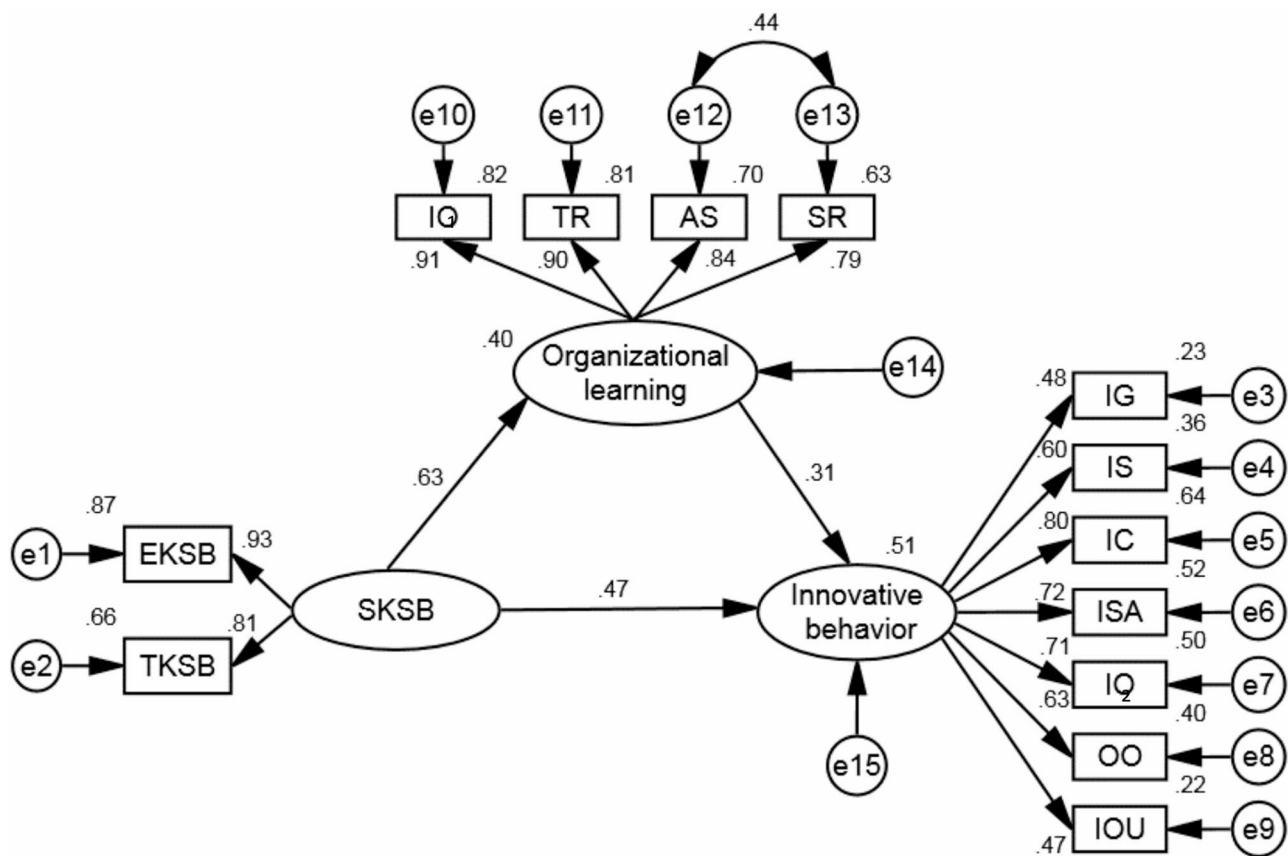 .44
e10 e11 e12 e13
.82 .81 .70 .63
IQ1 TR AS SR
.91 .90 .84 .79
.40
Organizational
learning
e14
.63
.31
.87
e1
EKSB
.93
.66
e2
TKSB
.81
SKSB
.47
.51
Innovative
behavior
e15
.23
.48
IG
e3
.36
.60
IS
e4
.64
.80
IC
e5
.52
.72
ISA
e6
.50
.71
IQ2
e7
.40
.63
OO
e8
.22
.47
IOU
e9